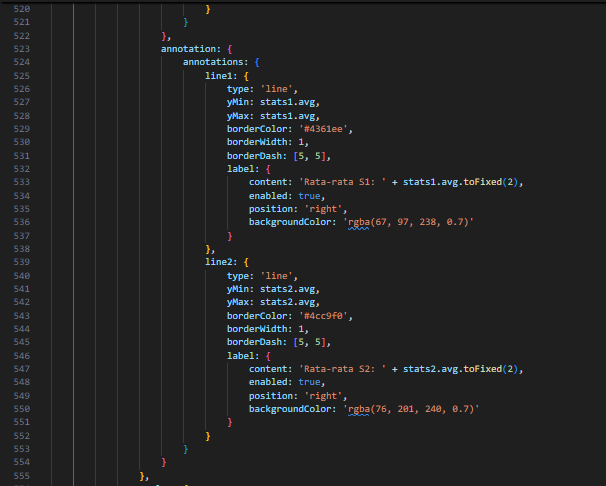 520 }
521 }
522 },
523 annotation: {
524 annotations: {
525 line1: {
526 type: 'line',
527 yMin: stats1.avg,
528 yMax: stats1.avg,
529 borderColor: '#4361ee',
530 borderWidth: 1,
531 borderDash: [5, 5],
532 label: {
533 content: 'Rata-rata S1: ' + stats1.avg.toFixed(2),
534 enabled: true,
535 position: 'right',
536 backgroundColor: 'rgba(67, 97, 238, 0.7)'
537 }
538 },
539 line2: {
540 type: 'line',
541 yMin: stats2.avg,
542 yMax: stats2.avg,
543 borderColor: '#4cc9f0',
544 borderWidth: 1,
545 borderDash: [5, 5],
546 label: {
547 content: 'Rata-rata S2: ' + stats2.avg.toFixed(2),
548 enabled: true,
549 position: 'right',
550 backgroundColor: 'rgba(76, 201, 240, 0.7)'
551 }
552 }
553 }
554 }
555 },